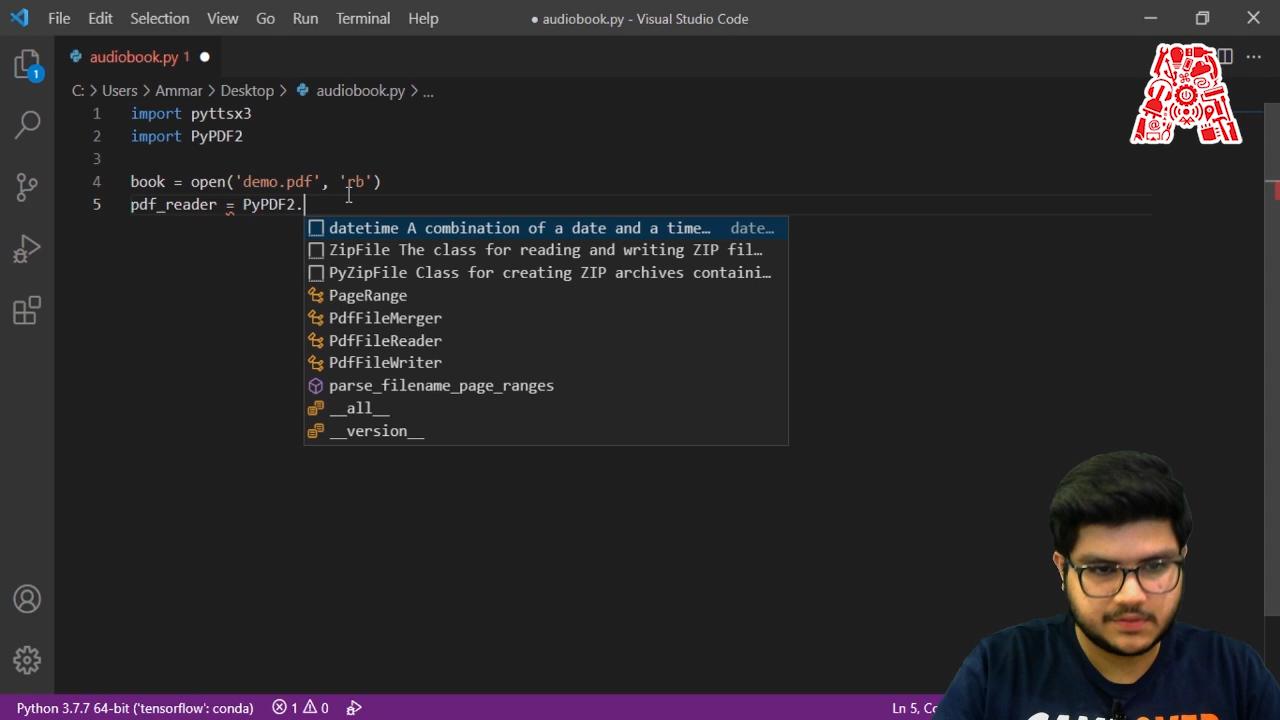 File Edit Selection View Go Run Terminal Help
● audiobook.py - Visual Studio Code
audiobook.py 1 ●
C: > Users > Ammar > Desktop > audiobook.py > ...
1 import pyttsx3
2 import PyPDF2
3
4 book = open('demo.pdf', 'rb')
5 pdf_reader = PyPDF2.
datetime A combination of a date and a time… date…
ZipFile The class for reading and writing ZIP fil…
PyZipFile Class for creating ZIP archives containi…
PageRange
PdfFileMerger
PdfFileReader
PdfFileWriter
parse_filename_page_ranges
__all__
__version__
1
Python 3.7.7 64-bit ('tensorflow': conda) 1 0
Ln 5, Co